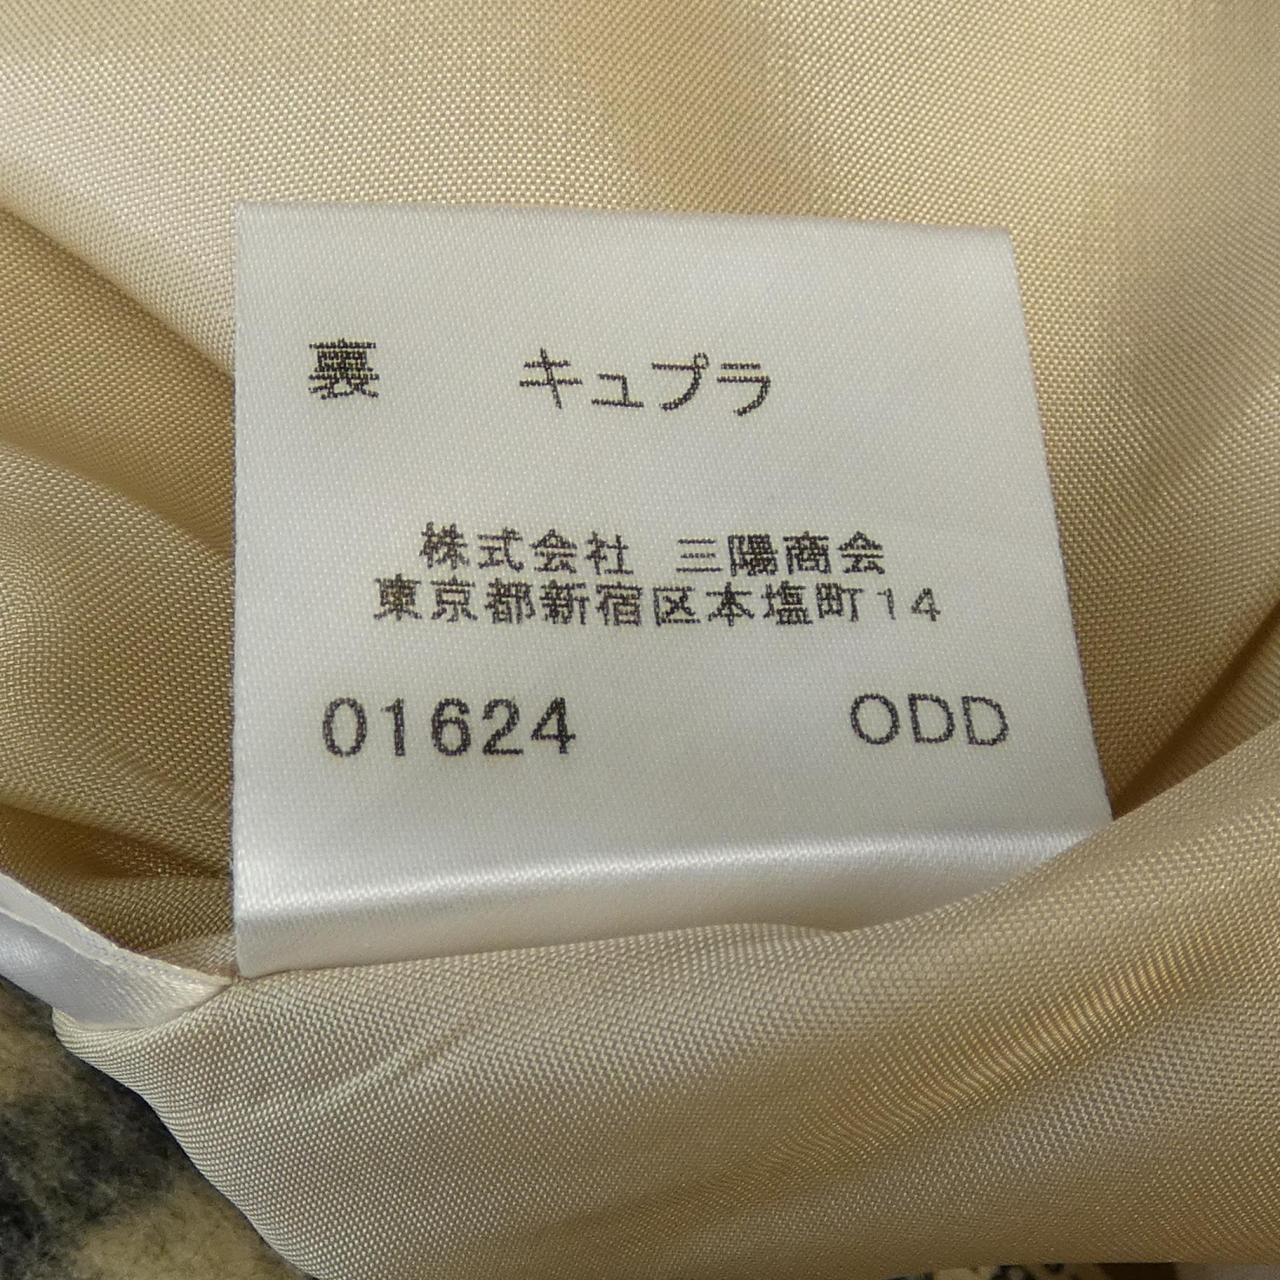 裏 キュプラ
株式会社 三陽商会
東京都新宿区本塩町14
01624 ODD